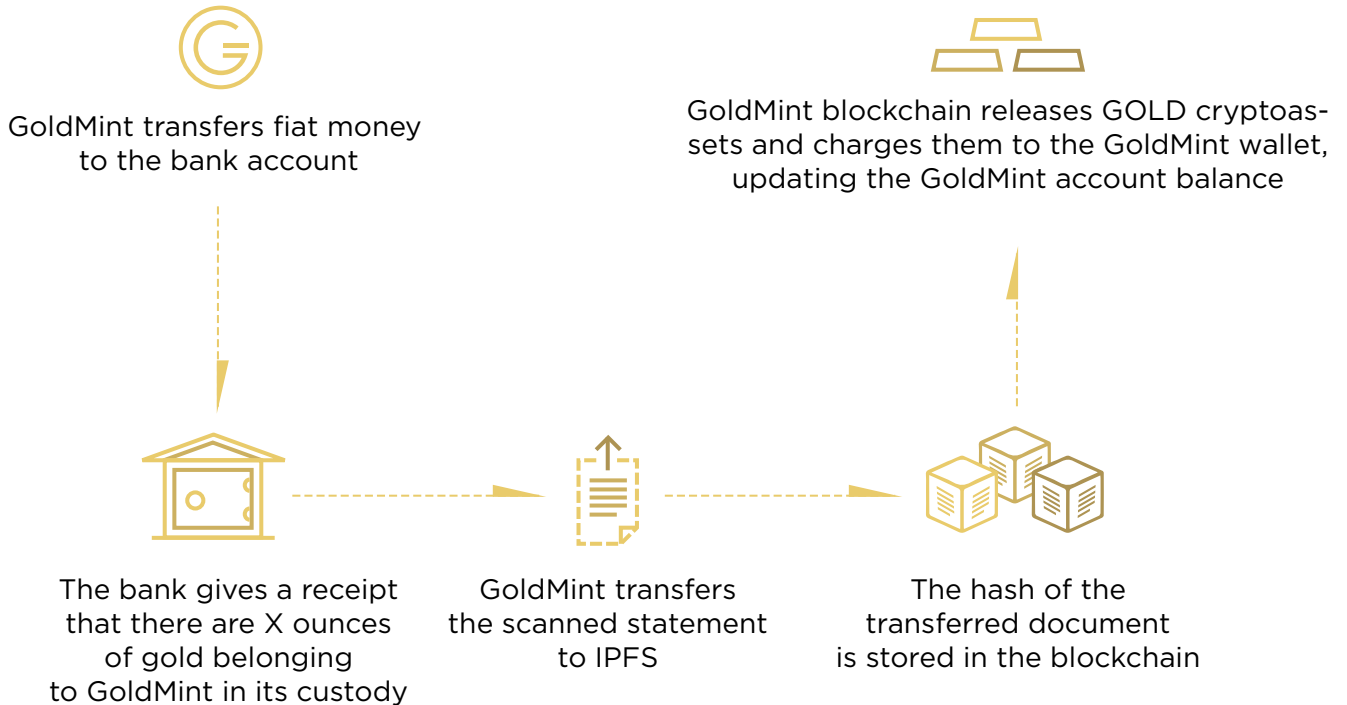 GoldMint transfers fiat money
to the bank account
GoldMint blockchain releases GOLD cryptoas-
sets and charges them to the GoldMint wallet,
updating the GoldMint account balance
The bank gives a receipt
that there are X ounces
of gold belonging
to GoldMint in its custody
GoldMint transfers
the scanned statement
to IPFS
The hash of the
transferred document
is stored in the blockchain